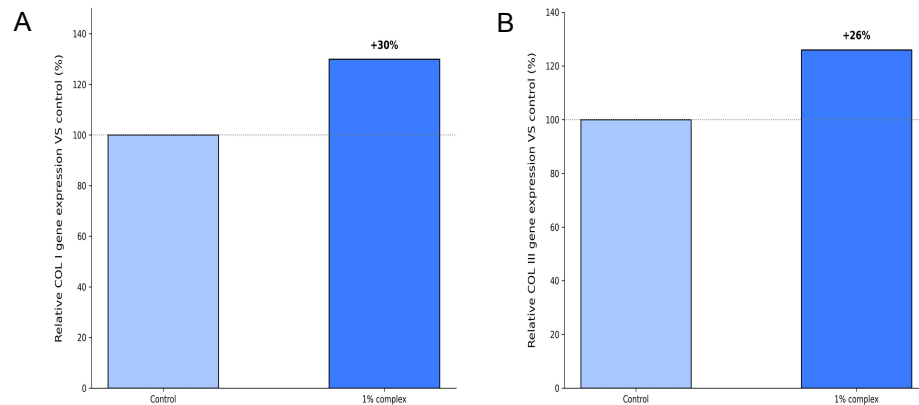 A
Relative COL I gene expression VS control (%)
140
120
100
80
60
40
20
0
+30%
Control
1% complex
B
Relative COL III gene expression VS control (%)
140
120
100
80
60
40
20
0
+26%
Control
1% complex